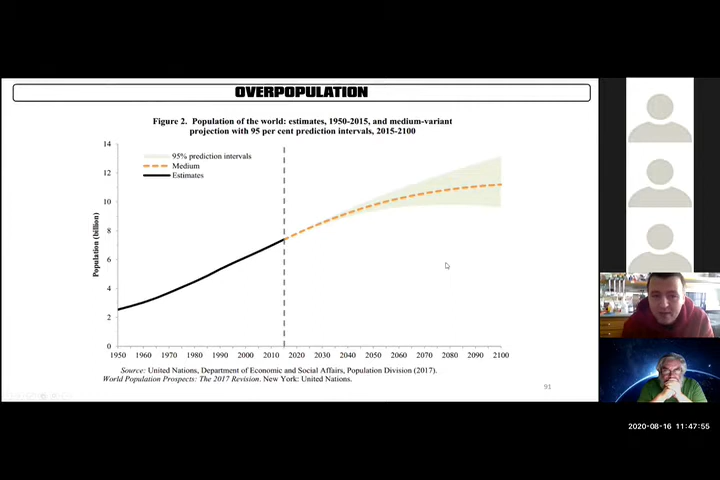 OVERPOPULATION
Figure 2. Population of the world: estimates, 1950-2015, and medium-variant
projection with 95 per cent prediction intervals, 2015-2100
14
12
10
8
6
4
2
0
Population (billion)
95% prediction intervals
Medium
Estimates
1950 1960 1970 1980 1990 2000 2010 2020 2030 2040 2050 2060 2070 2080 2090 2100
Source: United Nations, Department of Economic and Social Affairs, Population Division (2017).
World Population Prospects: The 2017 Revision. New York: United Nations.
91
2020-08-16 11:47:55